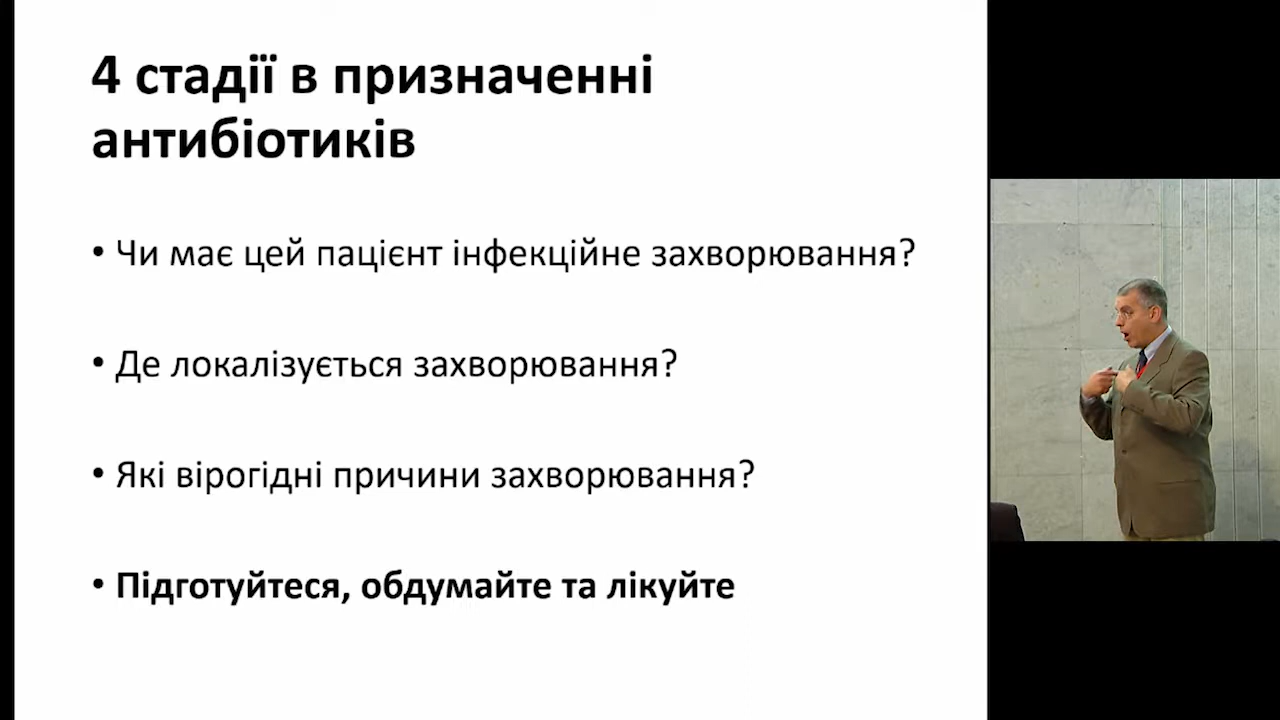 4 стадії в призначенні
антибіотиків
• Чи має цей пацієнт інфекційне захворювання?
• Де локалізується захворювання?
• Які вірогідні причини захворювання?
• Підготуйтеся, обдумайте та лікуйте